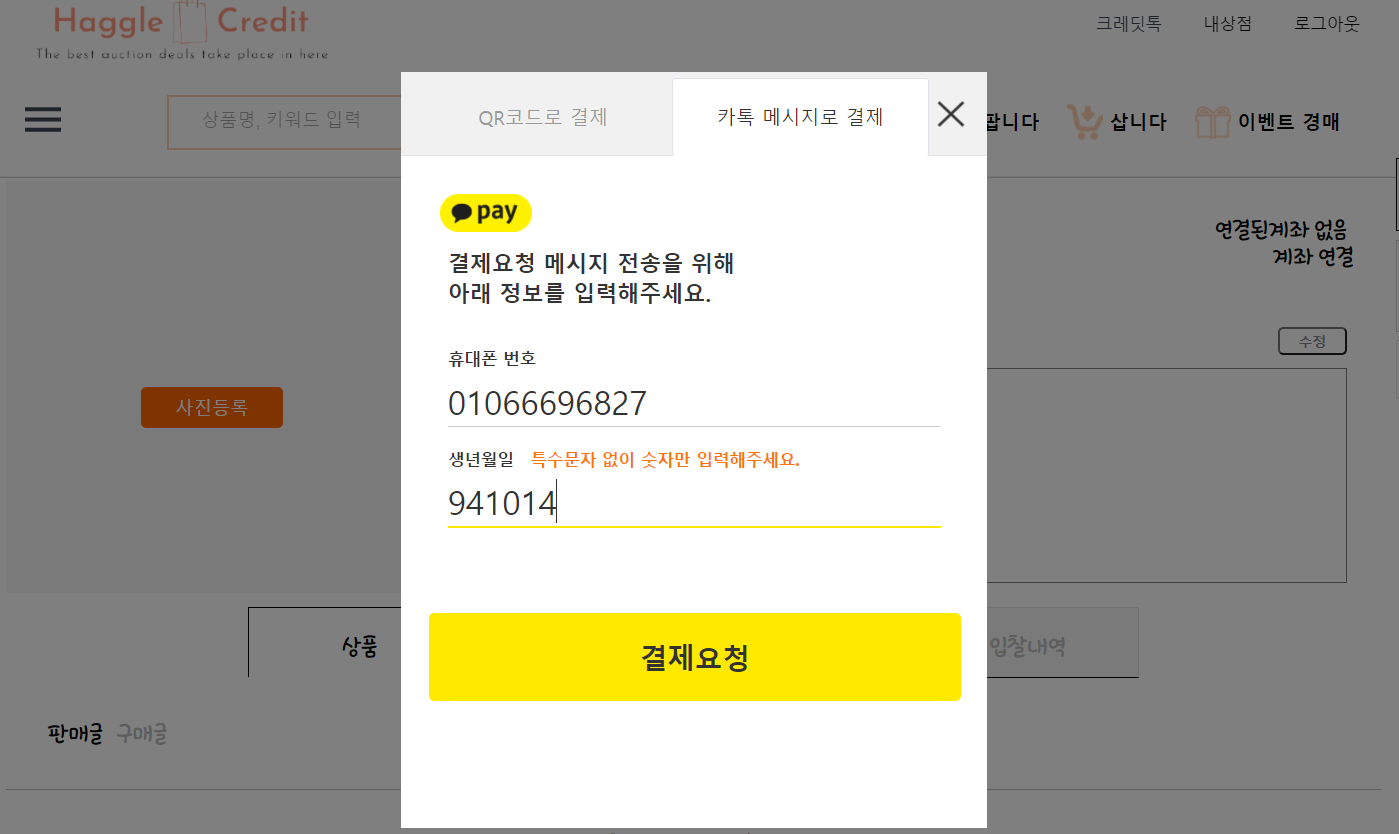 Haggle Credit
The best auction deals take place in here
크레딧톡 내상점 로그아웃
상품명, 키워드 입력
팝니다 삽니다 이벤트 경매
QR코드로 결제 카톡 메시지로 결제
pay
결제요청 메시지 전송을 위해
아래 정보를 입력해주세요.
휴대폰 번호
01066696827
생년월일 특수문자 없이 숫자만 입력해주세요.
941014
결제요청
연결된계좌 없음
계좌 연결
수정
사진등록
상품
입찰내역
판매글 구매글